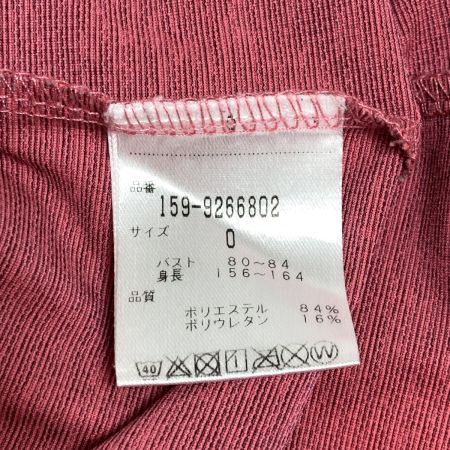 品番
159-9266802
サイズ
0
バスト 80〜84
身長 156〜164
品質
ポリエステル 84%
ポリウレタン 16%
40 W